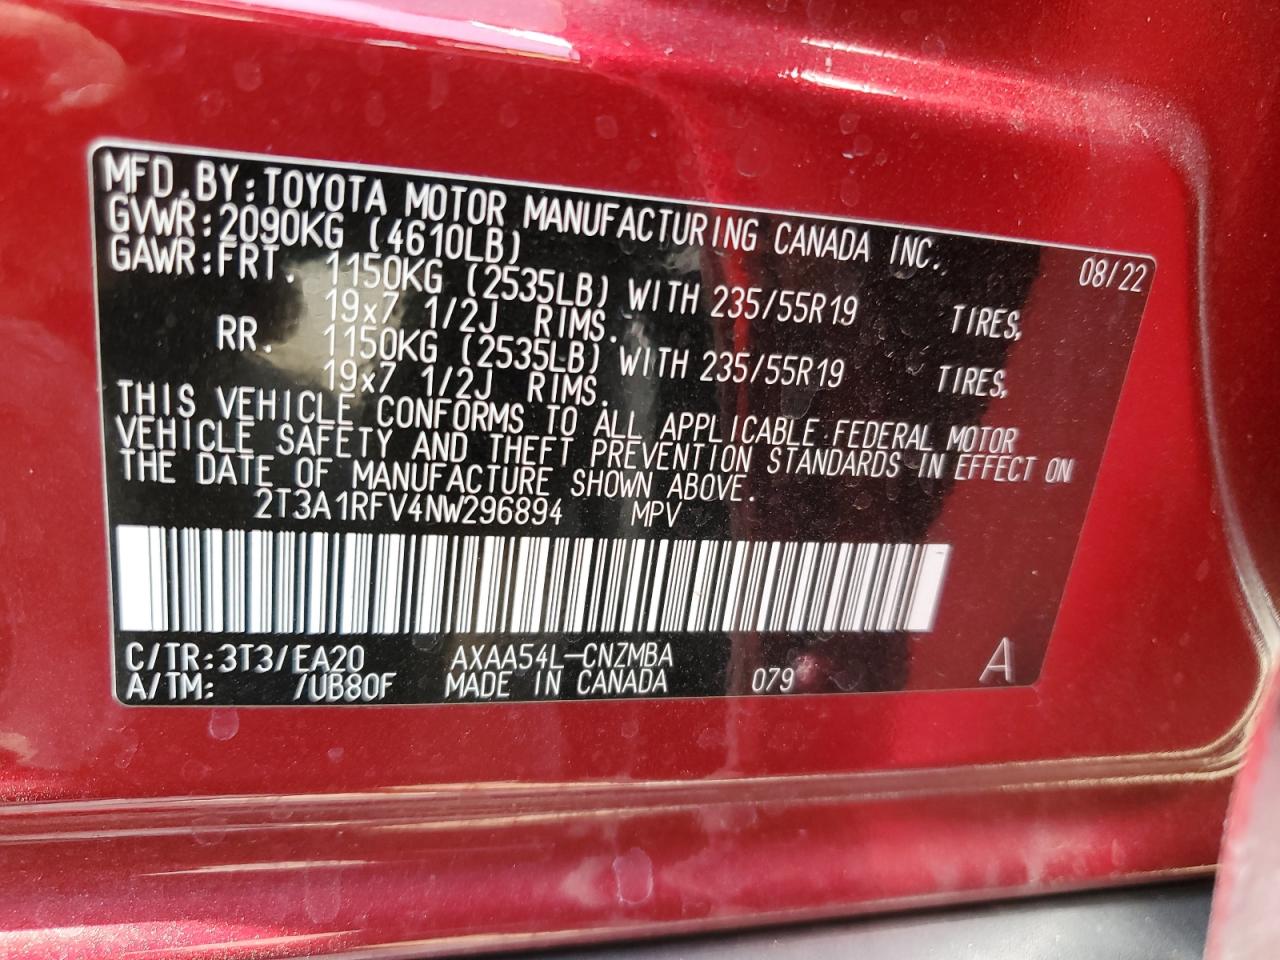 MFD.BY:TOYOTA MOTOR MANUFACTURING CANADA INC. 08/22
GVWR:2090KG (4610LB)
GAWR:FRT. 1150KG (2535LB) WITH 235/55R19 TIRES,
19x7 1/2J RIMS.
RR. 1150KG (2535LB) WITH 235/55R19 TIRES,
19x7 1/2J RIMS.
THIS VEHICLE CONFORMS TO ALL APPLICABLE FEDERAL MOTOR
VEHICLE SAFETY AND THEFT PREVENTION STANDARDS IN EFFECT ON
THE DATE OF MANUFACTURE SHOWN ABOVE.
2T3A1RFV4NW296894 MPV
C/TR:3T3/EA20 AXAA54L-CNZMBA A
A/TM: /UB80F MADE IN CANADA 079